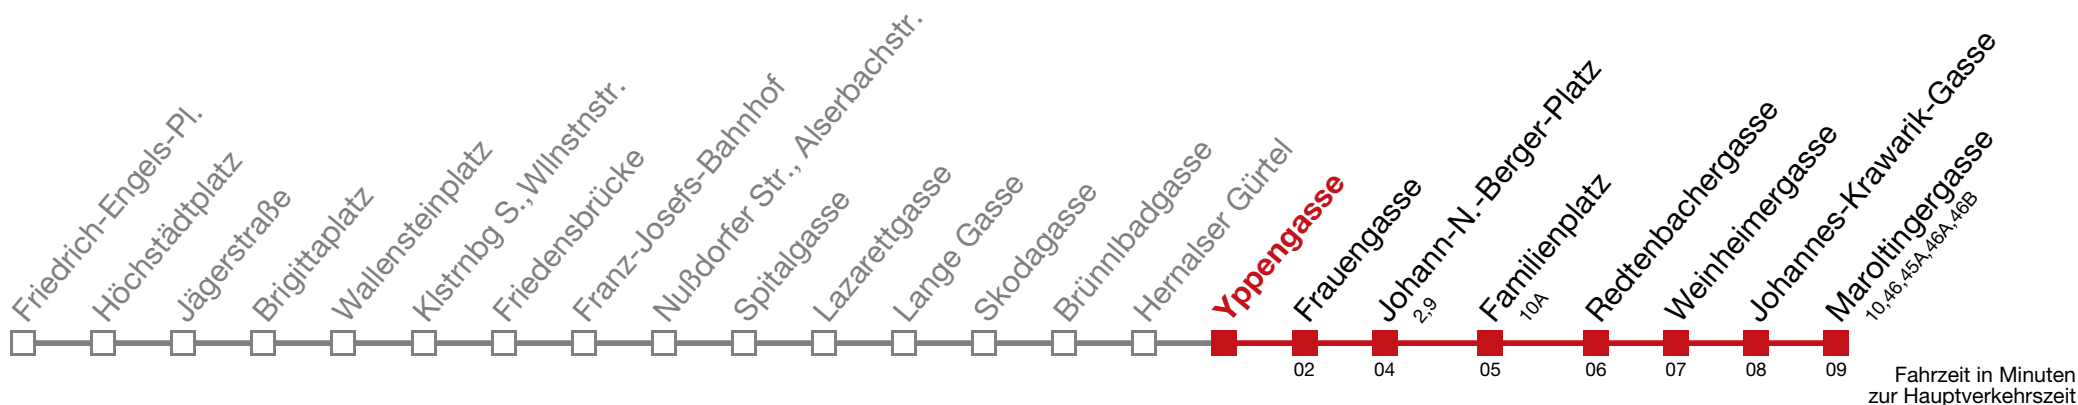 Friedrich-Engels-Pl.
Höchstädtplatz
Jägerstraße
Brigittaplatz
Wallensteinplatz
Klstrnbg S.,Wllnstnstr.
Friedensbrücke
Franz-Josefs-Bahnhof
Nußdorfer Str., Alserbachstr.
Spitalgasse
Lazarettgasse
Lange Gasse
Skodagasse
Brünnlbadgasse
Hernalser Gürtel
Yppengasse
Frauengasse
02
Johann-N.-Berger-Platz
2,9
04
Familienplatz
10A
05
Redtenbachergasse
06
Weinheimergasse
07
Johannes-Krawarik-Gasse
08
Maroltingergasse
10,46,45A,46A,46B
09
Fahrzeit in Minuten
zur Hauptverkehrszeit